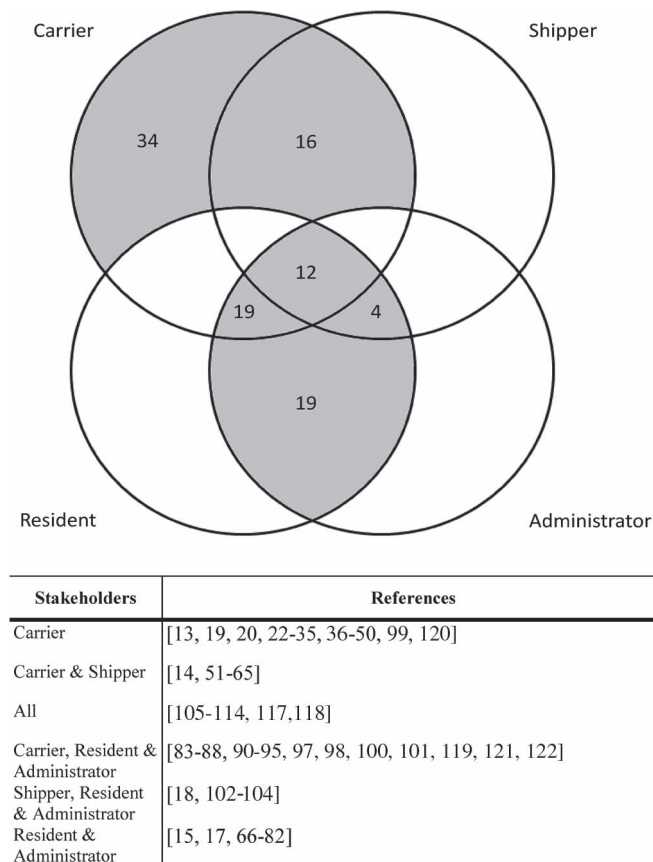 Carrier Shipper
34 16
12
19 4
19
Resident Administrator
Stakeholders References
Carrier [13, 19, 20, 22-35, 36-50, 99, 120]
Carrier & Shipper [14, 51-65]
All [105-114, 117,118]
Carrier, Resident & [83-88, 90-95, 97, 98, 100, 101, 119, 121, 122]
Administrator
Shipper, Resident [18, 102-104]
& Administrator
Resident & [15, 17, 66-82]
Administrator